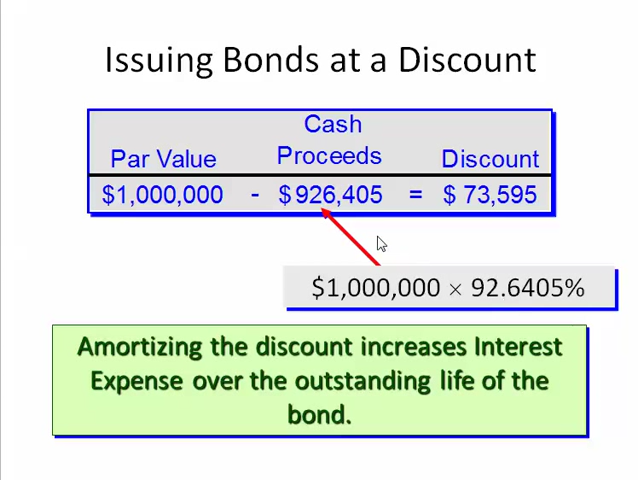 Issuing Bonds at a Discount
Cash
Par Value Proceeds Discount
$1,000,000 - $ 926,405 = $ 73,595
$1,000,000 × 92.6405%
Amortizing the discount increases Interest
Expense over the outstanding life of the
bond.